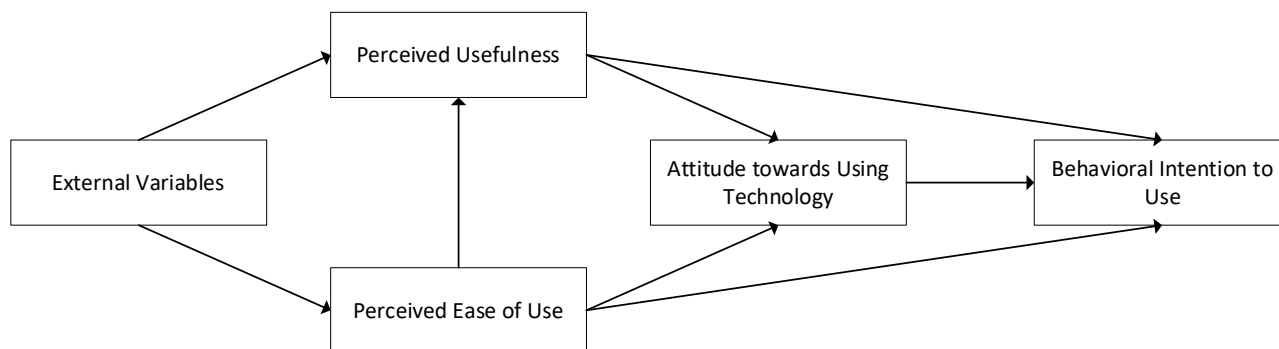 Perceived Usefulness
External Variables
Attitude towards Using
Technology
Behavioral Intention to
Use
Perceived Ease of Use